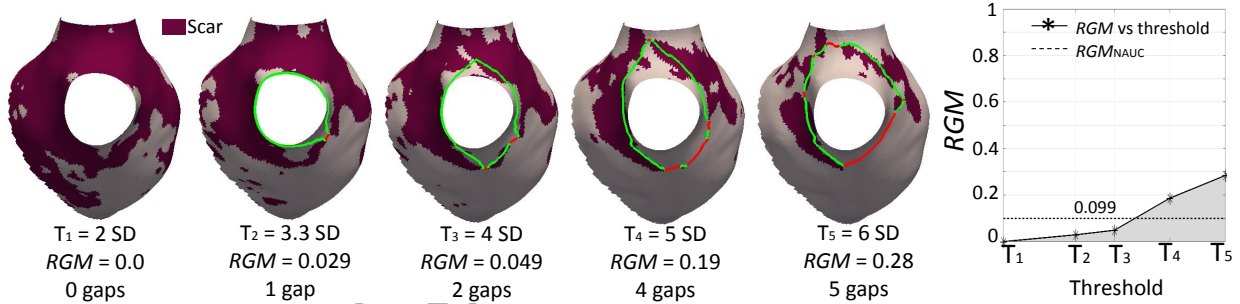 Scar
T1 = 2 SD
RGM = 0.0
0 gaps
T2 = 3.3 SD
RGM = 0.029
1 gap
T3 = 4 SD
RGM = 0.049
2 gaps
T4 = 5 SD
RGM = 0.19
4 gaps
T5 = 6 SD
RGM = 0.28
5 gaps
RGM vs threshold
RGMNAUC
RGM
1
0.8
0.6
0.4
0.2
0
0.099
T1 T2 T3 T4 T5
Threshold